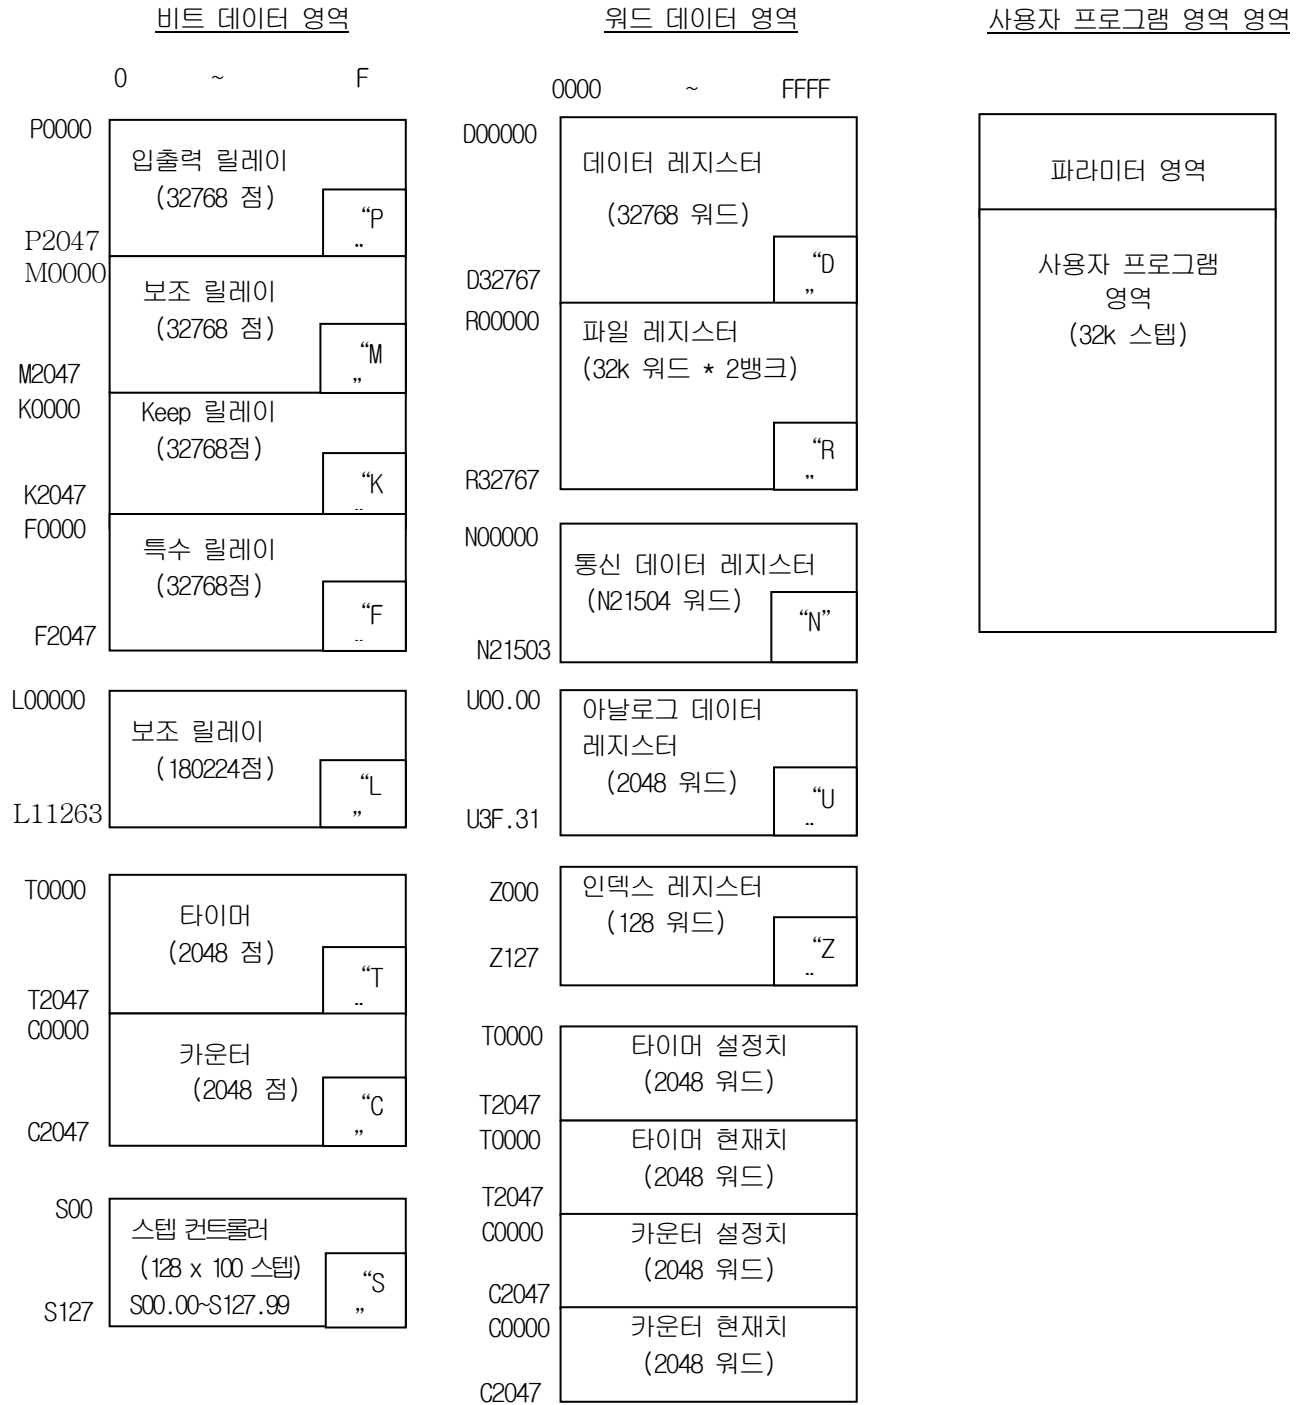 비트 데이터 영역
0 ~ F
P0000
입출력 릴레이
(32768 점)
“P
”
P2047
M0000
보조 릴레이
(32768 점)
“M
”
M2047
K0000
Keep 릴레이
(32768점)
“K
”
K2047
F0000
특수 릴레이
(32768점)
“F
”
F2047
L00000
보조 릴레이
(180224점)
“L
”
L11263
T0000
타이머
(2048 점)
“T
”
T2047
C0000
카운터
(2048 점)
“C
”
C2047
S00
스텝 컨트롤러
(128 x 100 스텝)
S00.00~S127.99
“S
”
S127
워드 데이터 영역
0000 ~ FFFF
D00000
데이터 레지스터
(32768 워드)
“D
”
D32767
R00000
파일 레지스터
(32k 워드 * 2뱅크)
“R
”
R32767
N00000
통신 데이터 레지스터
(N21504 워드)
“N”
N21503
U00.00
아날로그 데이터
레지스터
(2048 워드)
“U
”
U3F.31
Z000
인덱스 레지스터
(128 워드)
“Z
”
Z127
T0000
타이머 설정치
(2048 워드)
T2047
T0000
타이머 현재치
(2048 워드)
T2047
C0000
카운터 설정치
(2048 워드)
C2047
C0000
카운터 현재치
(2048 워드)
C2047
사용자 프로그램 영역 영역
파라미터 영역
사용자 프로그램
영역
(32k 스텝)